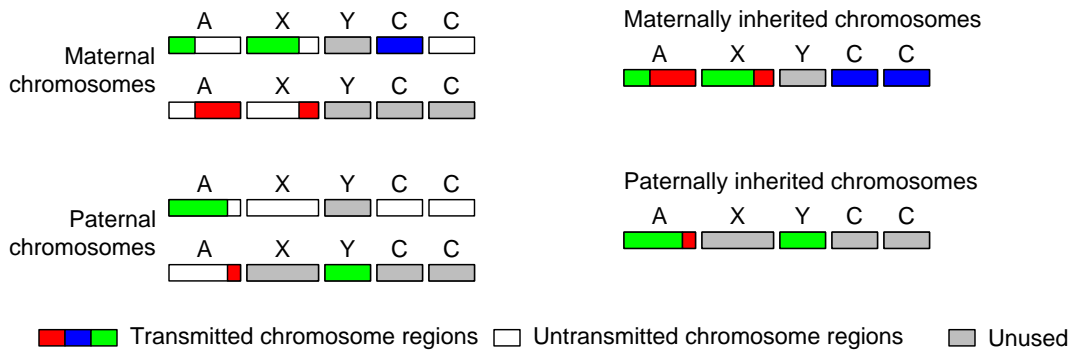 A X Y C C
Maternal
chromosomes
A X Y C C
Maternally inherited chromosomes
A X Y C C
A X Y C C
Paternal
chromosomes
A X Y C C
Paternally inherited chromosomes
A X Y C C
Transmitted chromosome regions Untransmitted chromosome regions Unused